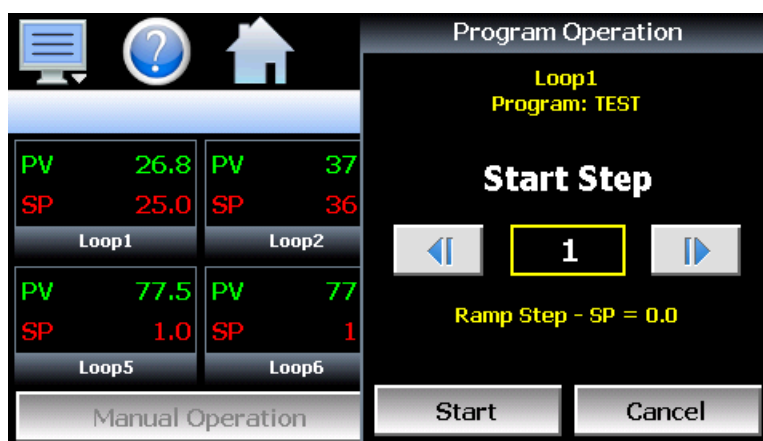 ?
Program Operation
Loop1
Program: TEST
Start Step
1
Ramp Step - SP = 0.0
Start Cancel
PV 26.8 PV 37
SP 25.0 SP 36
Loop1 Loop2
PV 77.5 PV 77
SP 1.0 SP 1
Loop5 Loop6
Manual Operation